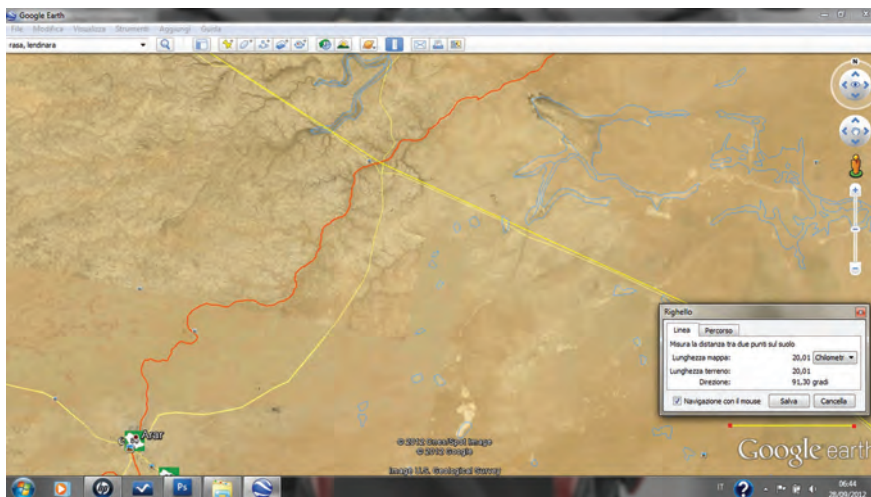 Google Earth
File Modifica Visualizza Strumenti Aggiungi Guida
rasa, lendinara
N
Righello
Linea Percorso
Misura la distanza tra due punti sul suolo
Lunghezza mappa: 20,01 Chilometr
Lunghezza terreno: 20,01
Direzione: 91,30 gradi
Navigazione con il mouse Salva Cancella
Arar
© 2012 Cnes/Spot Image
© 2012 Google
Image U.S. Geological Survey
Google earth
hp
Ps
IT
06:44
28/09/2012